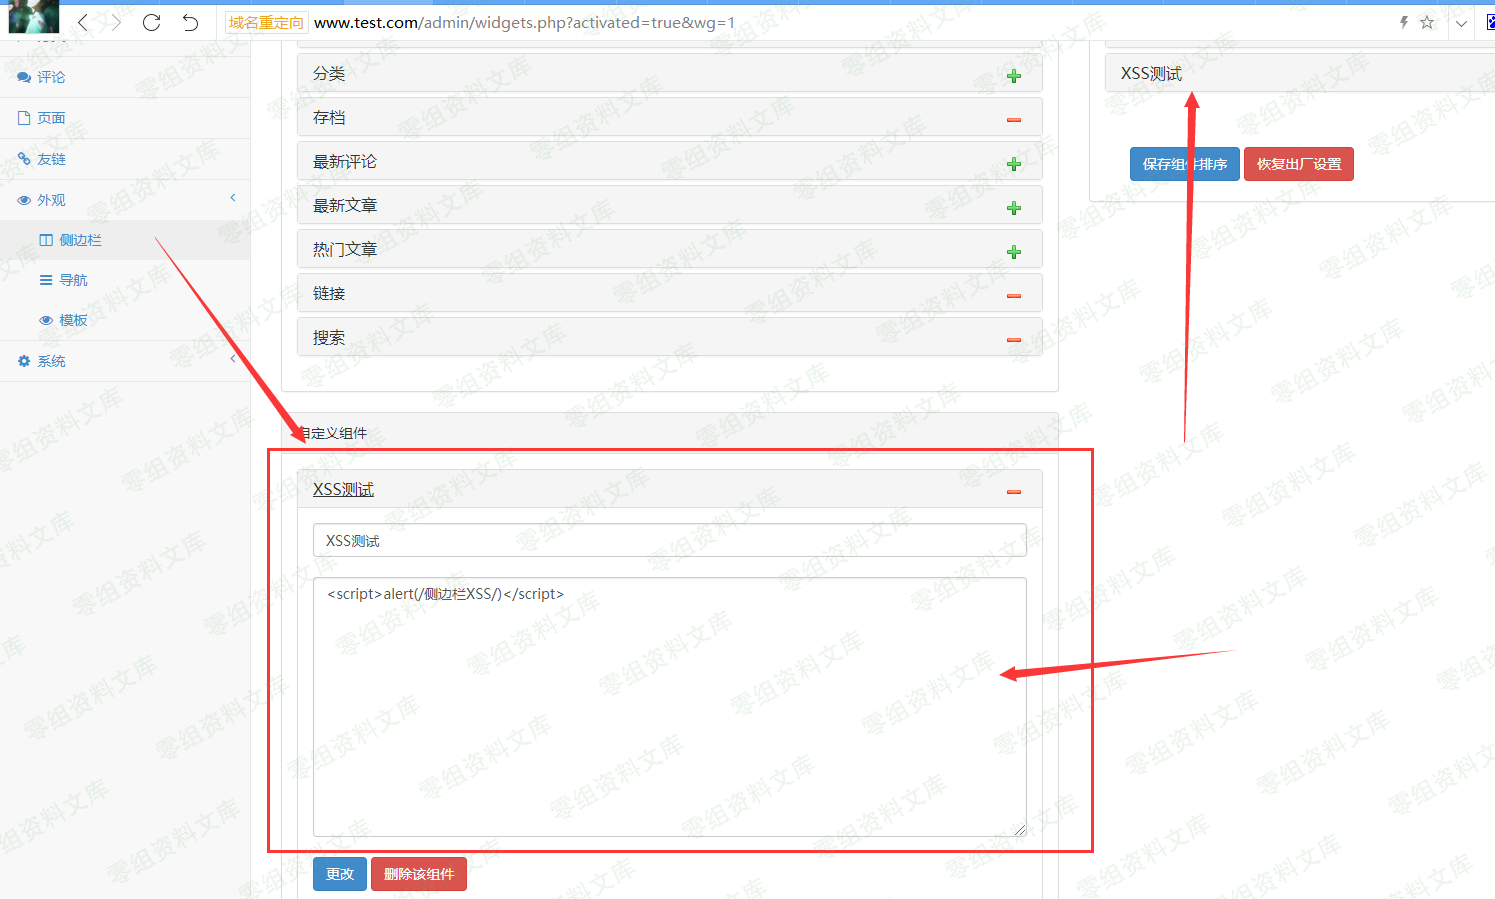 域名重定向 www.test.com/admin/widgets.php?activated=true&wg=1
评论
页面
友链
外观
侧边栏
导航
模板
系统
分类
存档
最新评论
最新文章
热门文章
链接
搜索
自定义组件
XSS测试
XSS测试
<script>alert(/侧边栏XSS/)</script>
更改 删除该组件
XSS测试
保存组件排序 恢复出厂设置
零组资料文库